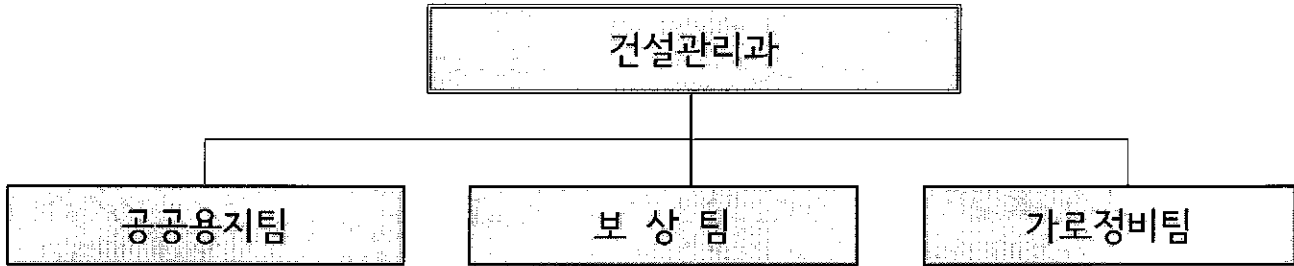 건설관리과
공공용지팀
보 상 팀
가로정비팀